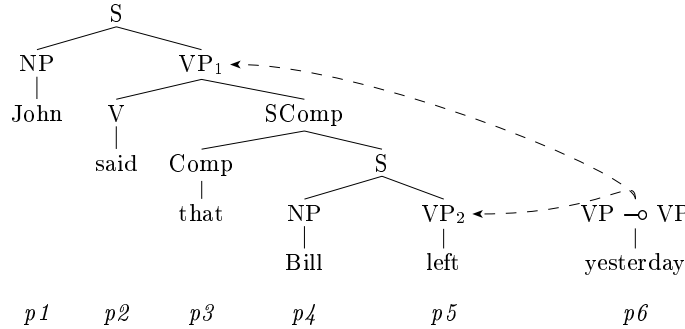 S
NP VP₁
John V SComp
said Comp S
that NP VP₂ VP ⊸ VP
Bill left yesterday
p1 p2 p3 p4 p5 p6